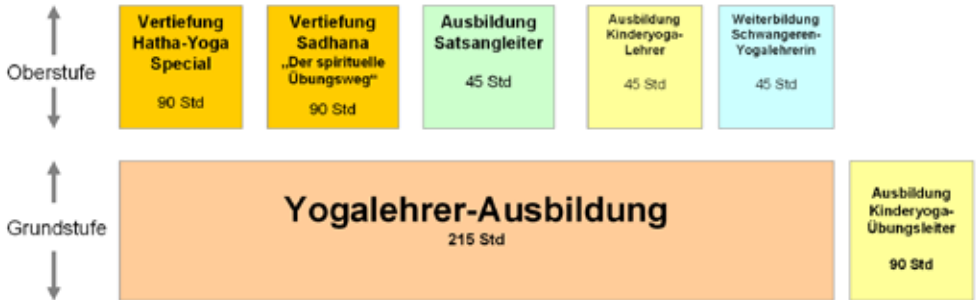 Oberstufe
Vertiefung
Hatha-Yoga
Special
90 Std
Vertiefung
Sadhana
„Der spirituelle
Übungsweg“
90 Std
Ausbildung
Satsangleiter
45 Std
Ausbildung
Kinderyoga-
Lehrer
45 Std
Weiterbildung
Schwangeren-
Yogalehrerin
45 Std
Grundstufe
Yogalehrer-Ausbildung
215 Std
Ausbildung
Kinderyoga-
Übungsleiter
90 Std